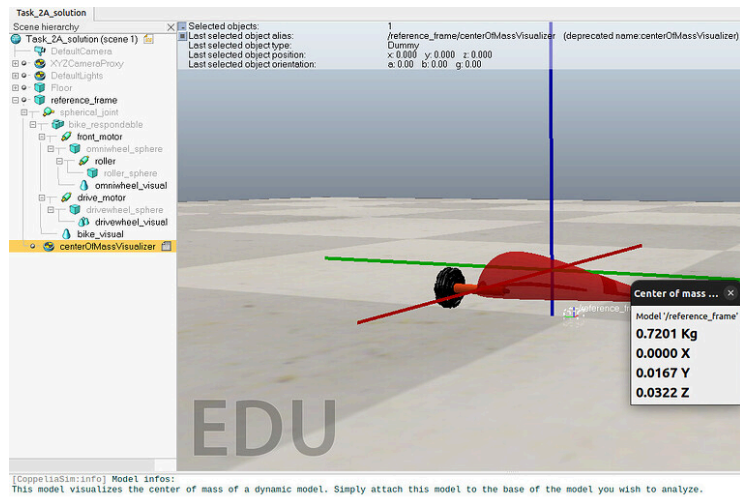 Task_2A_solution
Scene hierarchy
Task_2A_solution (scene 1)
DefaultCamera
XYZCameraProxy
DefaultLights
Floor
reference_frame
spherical_joint
bike_respondable
front_motor
omniwheel_sphere
roller
roller_sphere
omniwheel_visual
drive_motor
drivewheel_sphere
drivewheel_visual
bike_visual
centerOfMassVisualizer
Selected objects: 1
Last selected object alias: /reference_frame/centerOfMassVisualizer (deprecated name:centerOfMassVisualizer)
Last selected object type: Dummy
Last selected object position: x: 0.000 y: 0.000 z: 0.000
Last selected object orientation: a: 0.00 b: 0.00 g: 0.00
reference_fr
Center of mass ...
Model '/reference_frame'
0.7201 Kg
0.0000 X
0.0167 Y
0.0322 Z
EDU
[CoppeliaSim:info] Model infos:
This model visualizes the center of mass of a dynamic model. Simply attach this model to the base of the model you wish to analyze.